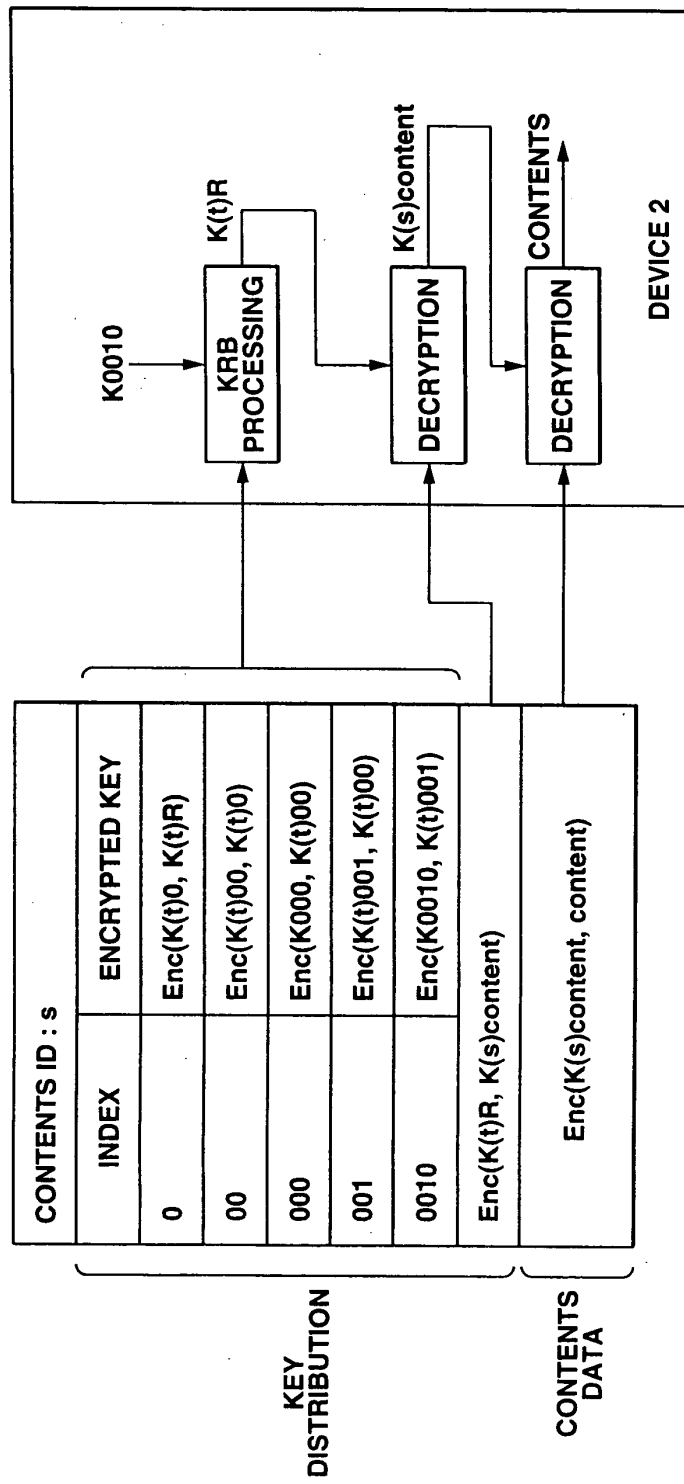 CONTENTS ID : s
INDEX ENCRYPTED KEY
0 Enc(K(t)0, K(t)R)
00 Enc(K(t)00, K(t)0)
000 Enc(K000, K(t)00)
001 Enc(K(t)001, K(t)00)
0010 Enc(K0010, K(t)001)
Enc(K(t)R, K(s)content)
Enc(K(s)content, content)
KEY
DISTRIBUTION
CONTENTS
DATA
K0010
KRB
PROCESSING
K(t)R
DECRYPTION
K(s)content
DECRYPTION
CONTENTS
DEVICE 2